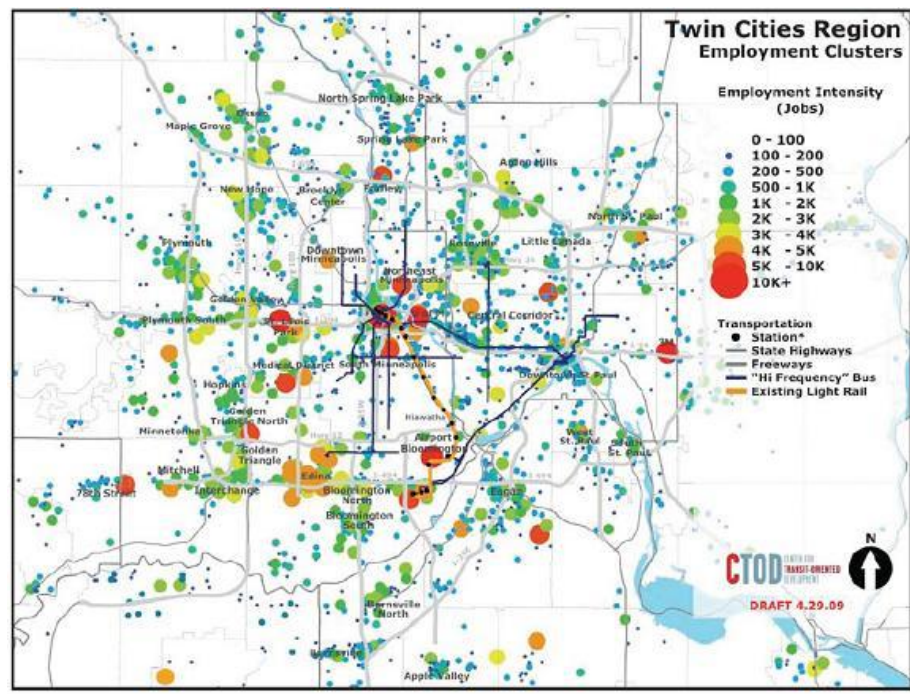 Twin Cities Region
Employment Clusters
Employment Intensity
(Jobs)
0 - 100
100 - 200
200 - 500
500 - 1K
1K - 2K
2K - 3K
3K - 4K
4K - 5K
5K - 10K
10K+
Transportation
Station*
State Highways
Freeways
"Hi Frequency" Bus
Existing Light Rail
North Spring Lake Park
Maple Grove
Spring Lake Park
Arden Hills
New Hope
Brooklyn
Center
Fridley
North St. Paul
Plymouth
Downtown
Minneapolis
Roseville
Little Canada
Northeast
Minneapolis
Golden Valley
Plymouth South
St. Louis
Park
Central Corridor
3M
Medical District
South Minneapolis
Downtown St. Paul
Hopkins
Golden
Triangle North
Hiawatha
Minnetonka
Airport
Bloomington
West
St. Paul
South
St. Paul
Golden
Triangle
Mitchell
Edina
78th Street
Interchange
Bloomington
North
Eagan
Bloomington
South
Burnsville
North
Burnsville
Apple Valley
N
CTOD
CENTER FOR
TRANSIT-ORIENTED
DEVELOPMENT
DRAFT 4.29.09